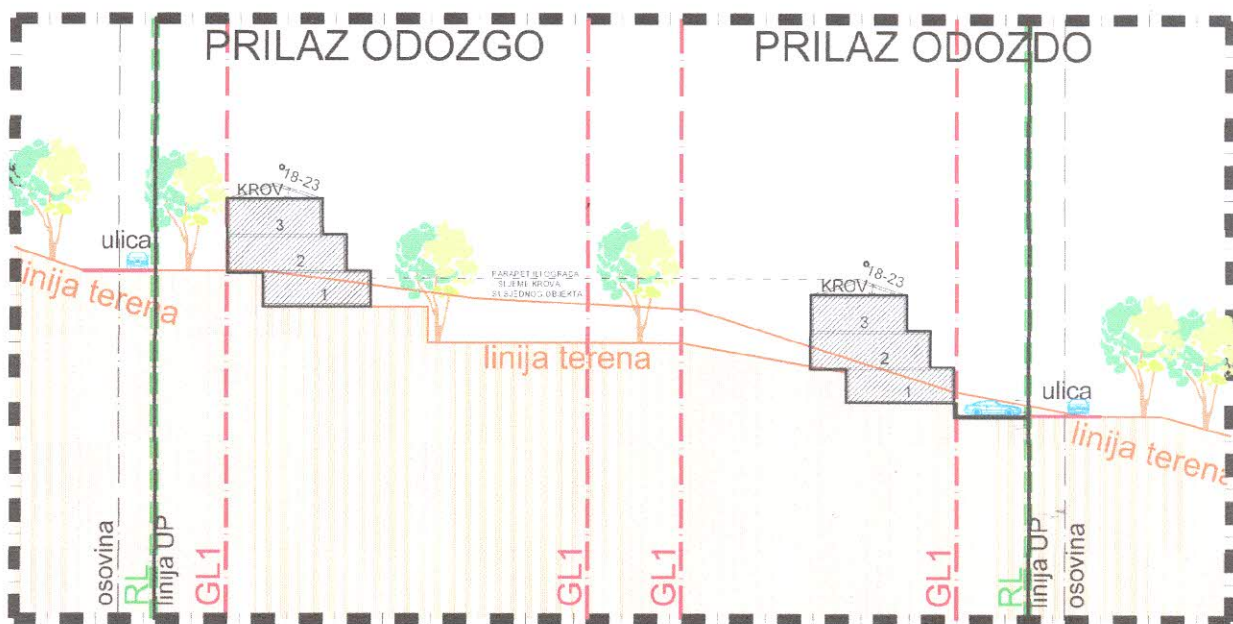 PRILAZ ODOZGO
PRILAZ ODOZDO
°18-23
KROV
3
2
1
ulica
linija terena
PARAPET ILI OGRADA
SLJEME KROVA
SUSJEDNOG OBJEKTA
linija terena
°18-23
KROV
3
2
1
ulica
linija terena
osovina
RL
linija UP
GL1
GL1
GL1
GL1
RL
linija UP
osovina